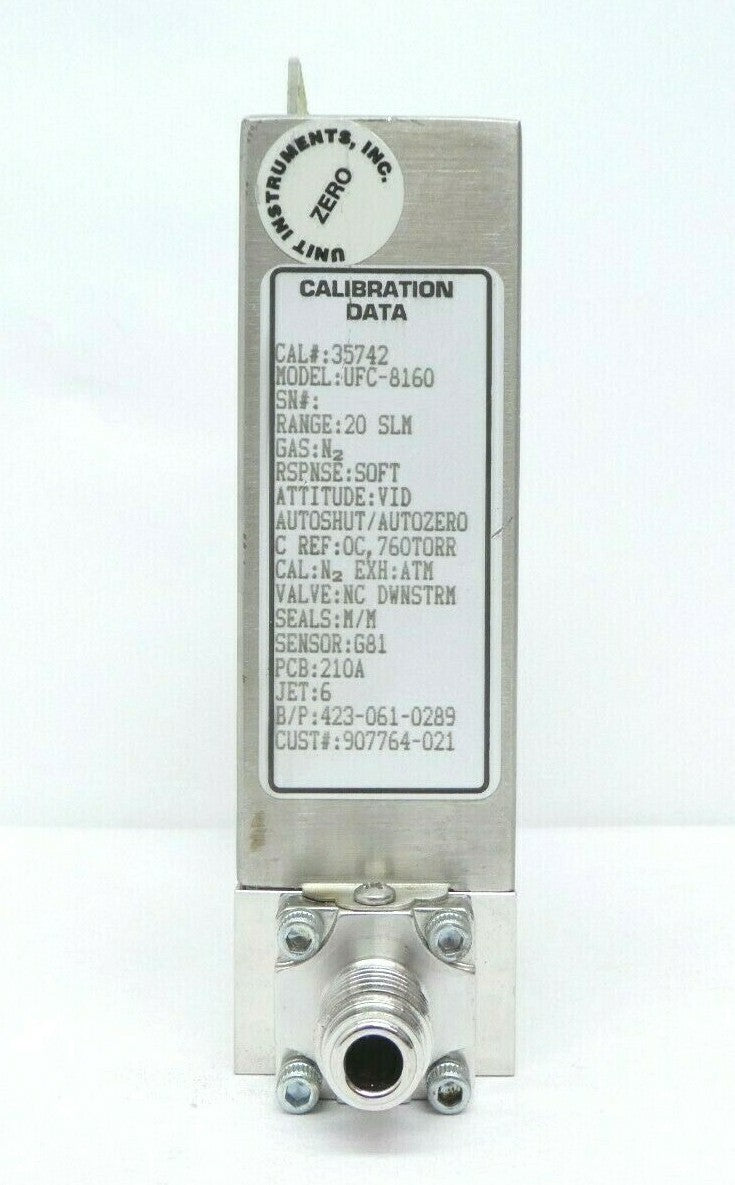 UNIT INSTRUMENTS, INC.
ZERO
CALIBRATION
DATA
CAL#:35742
MODEL:UFC-8160
SN#:
RANGE:20 SLM
GAS:N₂
RSPNSE:SOFT
ATTITUDE:VID
AUTOSHUT/AUTOZERO
C REF:0C,760TORR
CAL:N₂ EXH:ATM
VALVE:NC DWNSTRM
SEALS:M/M
SENSOR:G81
PCB:210A
JET:6
B/P:423-061-0289
CUST#:907764-021